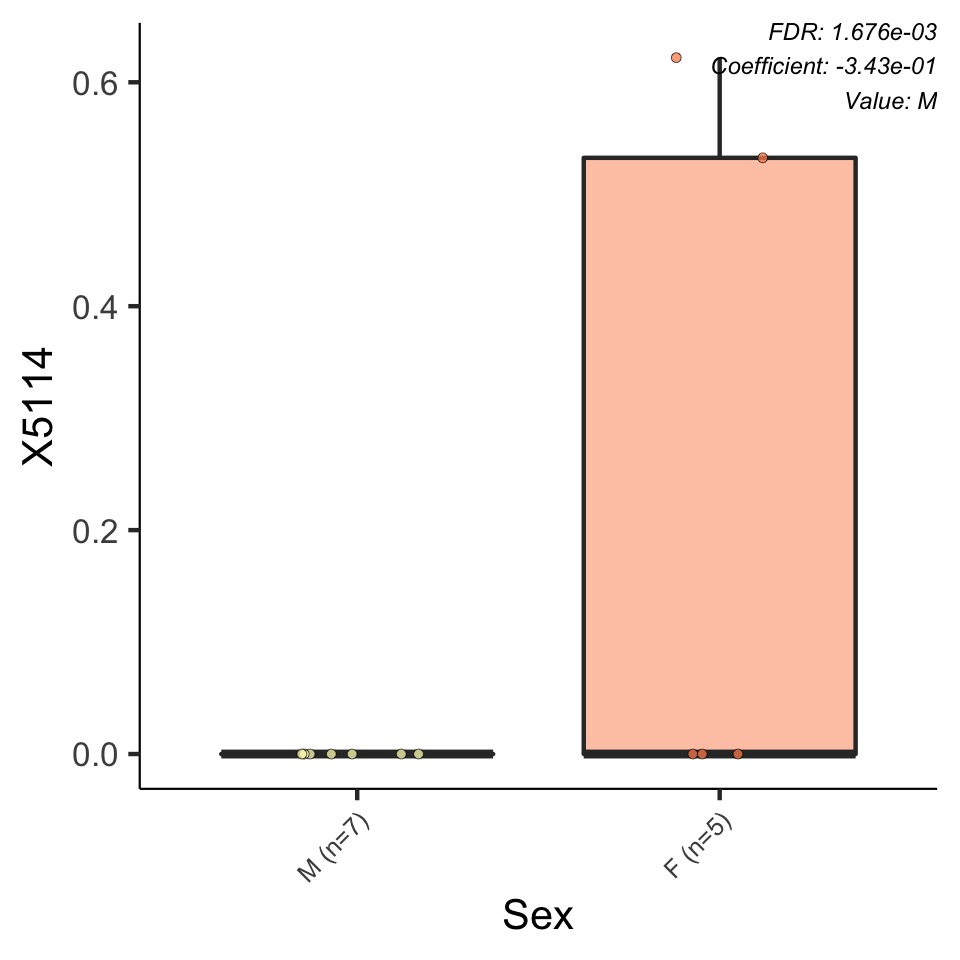 FDR: 1.676e-03
Coefficient: -3.43e-01
Value: M
0.6
0.4
0.2
0.0
X5114
M (n=7)
F (n=5)
Sex